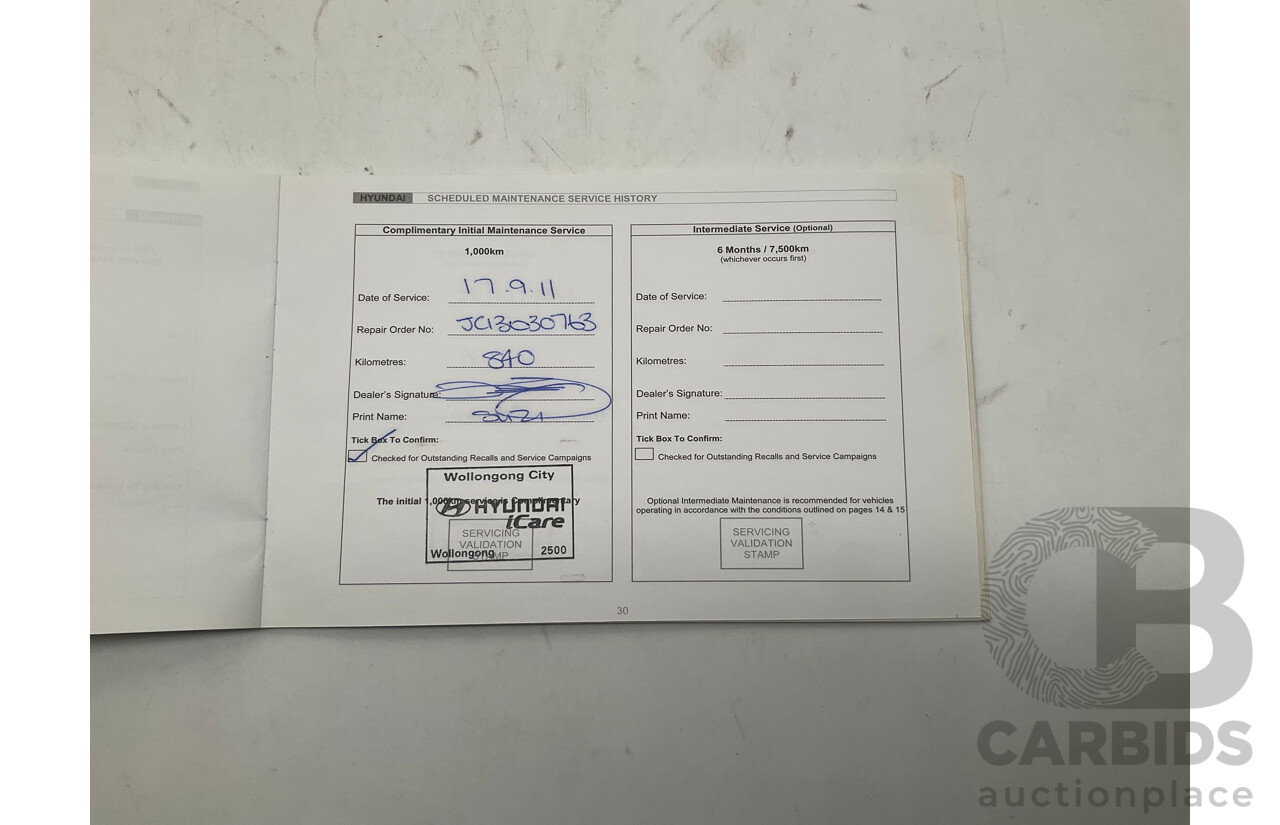 HYUNDAI SCHEDULED MAINTENANCE SERVICE HISTORY
Complimentary Initial Maintenance Service
1,000km
Date of Service: 17.9.11
Repair Order No: JC13030763
Kilometres: 840
Dealer's Signature:
Print Name: SUZI
Tick Box To Confirm:
Checked for Outstanding Recalls and Service Campaigns
The initial 1,000km service is Complimentary
Wollongong City
HYUNDAI
iCare
Wollongong 2500
SERVICING
VALIDATION
STAMP
Intermediate Service (Optional)
6 Months / 7,500km
(whichever occurs first)
Date of Service:
Repair Order No:
Kilometres:
Dealer's Signature:
Print Name:
Tick Box To Confirm:
Checked for Outstanding Recalls and Service Campaigns
Optional Intermediate Maintenance is recommended for vehicles
operating in accordance with the conditions outlined on pages 14 & 15
SERVICING
VALIDATION
STAMP
30
CB
CARBIDS
auctionplace